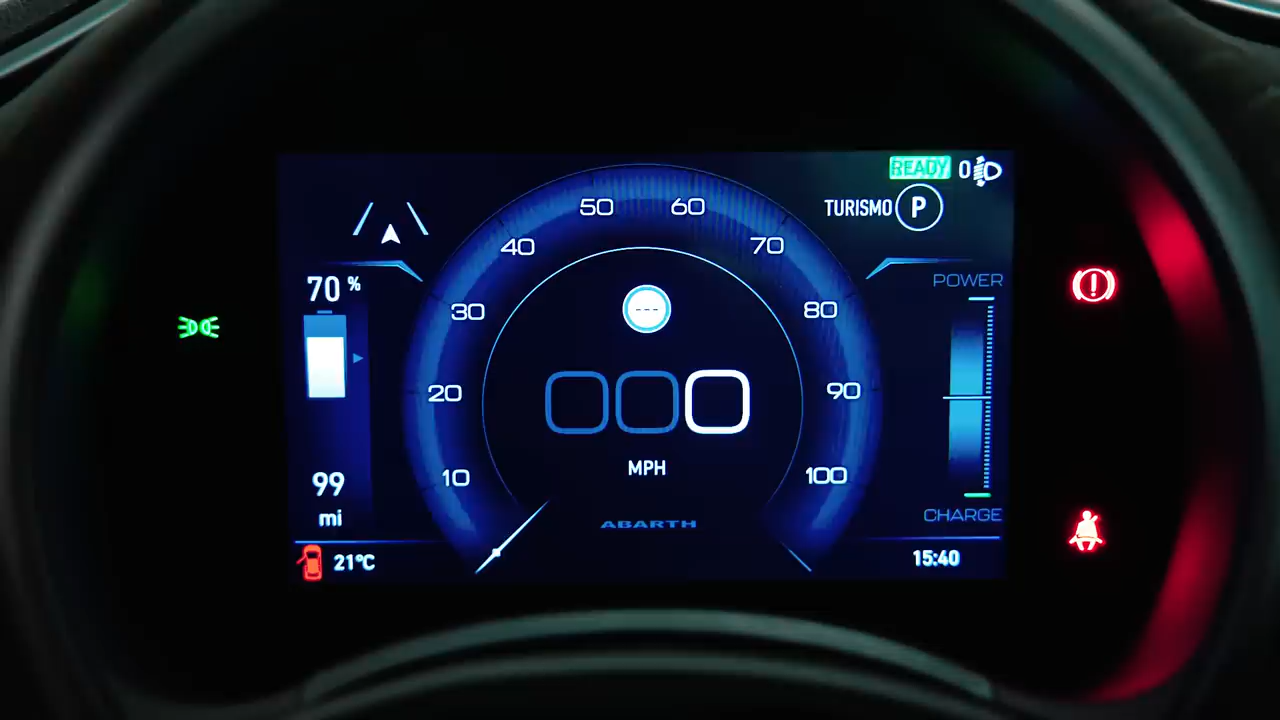 READY 0
TURISMO P
50 60
40 70
70 %
POWER
30 80
---
20 90
000
MPH
10 100
99
mi
ABARTH
CHARGE
21°C
15:40